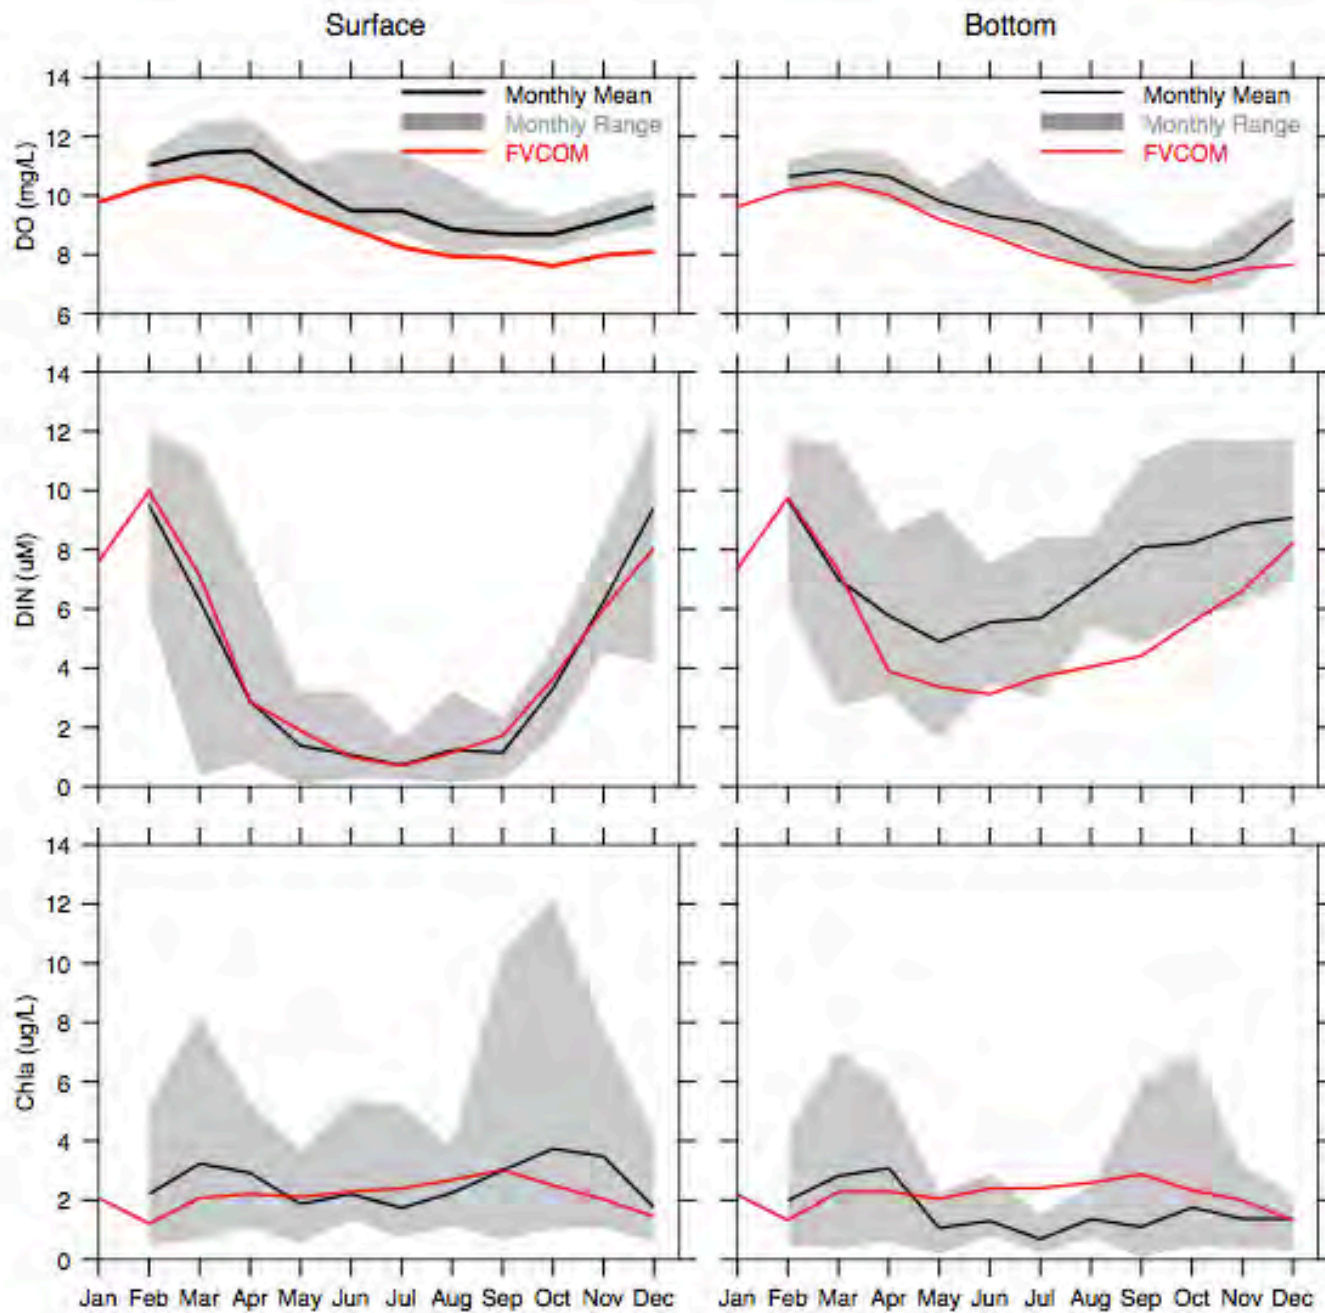 Surface
Bottom
14
12
10
8
6
DO (mg/L)
Monthly Mean
Monthly Range
FVCOM
Monthly Mean
Monthly Range
FVCOM
14
12
10
8
6
4
2
0
DIN (uM)
14
12
10
8
6
4
2
0
Chla (ug/L)
Jan Feb Mar Apr May Jun Jul Aug Sep Oct Nov Dec
Jan Feb Mar Apr May Jun Jul Aug Sep Oct Nov Dec